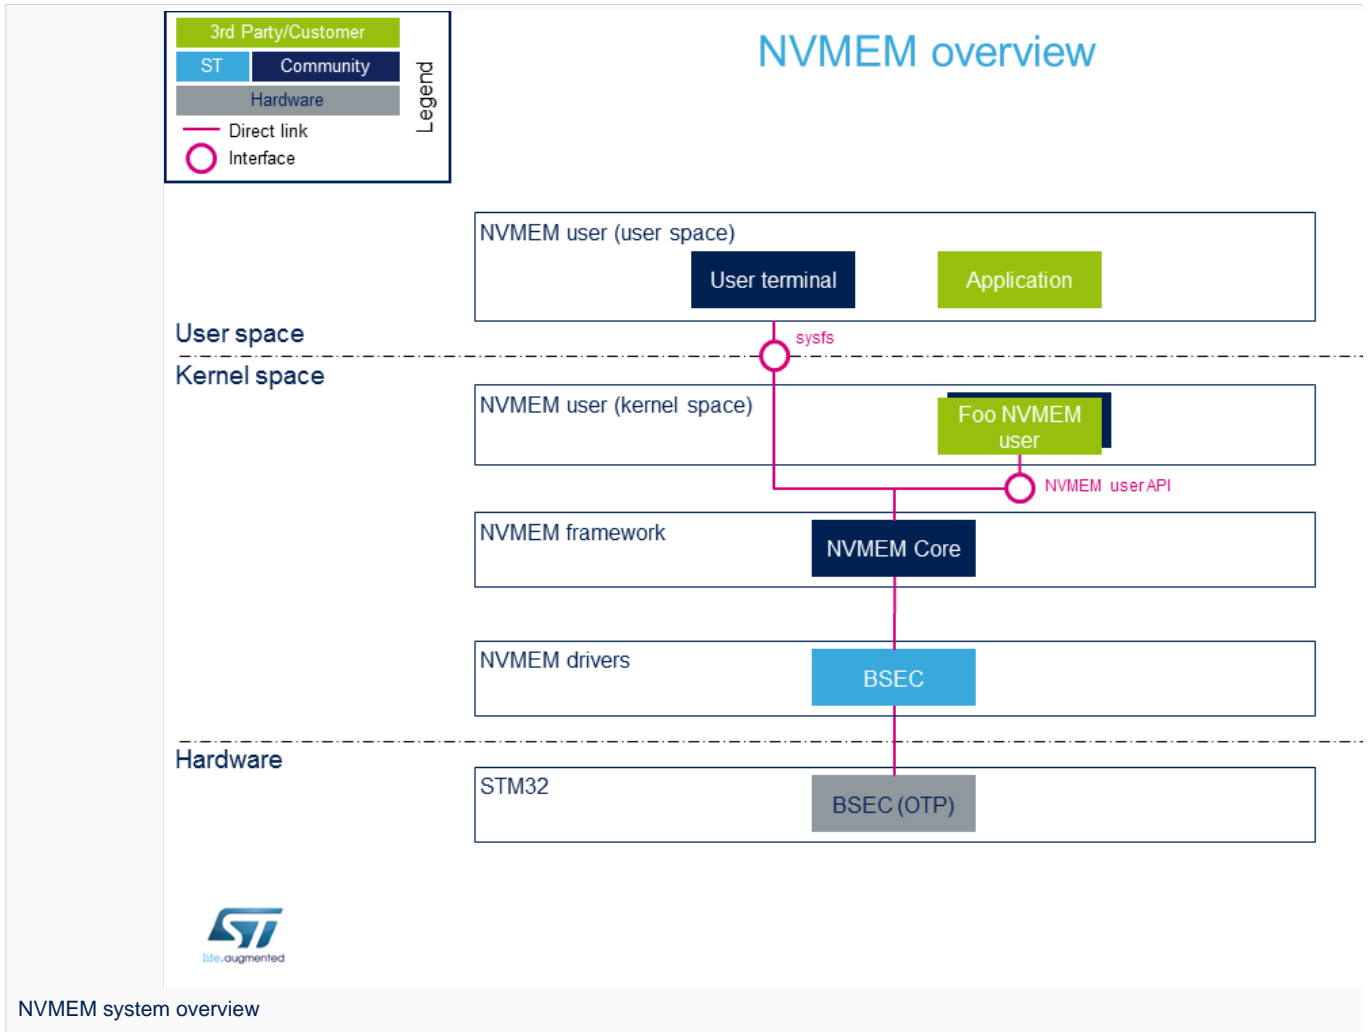 3rd Party/Customer
ST
Community
Hardware
Direct link
Interface
Legend
NVMEM overview
NVMEM user (user space)
User terminal
Application
User space
sysfs
Kernel space
NVMEM user (kernel space)
Foo NVMEM
user
NVMEM user API
NVMEM framework
NVMEM Core
NVMEM drivers
BSEC
Hardware
STM32
BSEC (OTP)
ST
life.augmented
NVMEM system overview